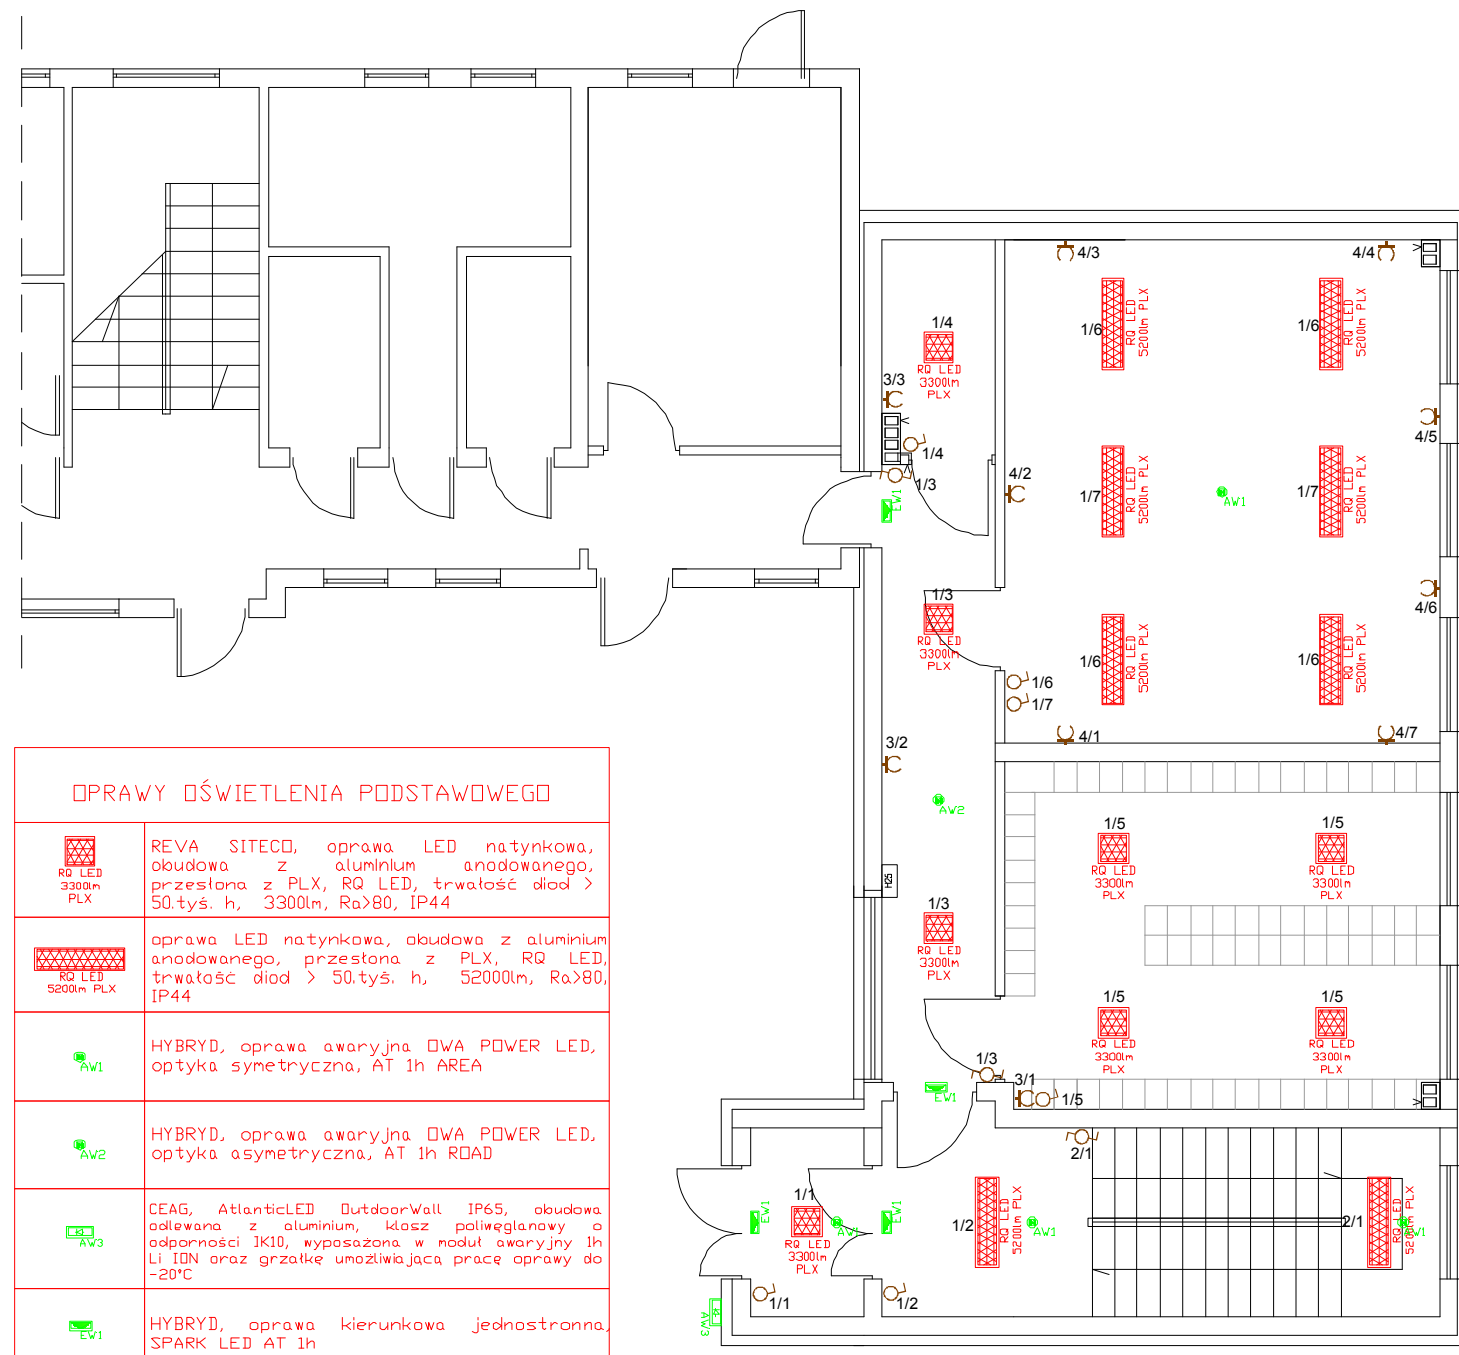 4/3
4/4
1/4
RQ LED
3300lm
PLX
1/6
RQ LED
5200lm PLX
1/6
RQ LED
5200lm PLX
3/3
1/4
1/3
EW1
4/2
1/7
RQ LED
5200lm PLX
AW1
1/7
RQ LED
5200lm PLX
4/5
1/3
RQ LED
3300lm
PLX
4/6
1/6
RQ LED
5200lm PLX
1/6
RQ LED
5200lm PLX
1/6
1/7
4/1
4/7
3/2
AW2
H25
1/5
RQ LED
3300lm
PLX
1/5
RQ LED
3300lm
PLX
1/3
RQ LED
3300lm
PLX
1/5
RQ LED
3300lm
PLX
1/5
RQ LED
3300lm
PLX
1/3
EW1
3/1
1/5
2/1
EW1
1/1
RQ LED
3300lm
PLX
AW1
EW1
1/2
RQ LED
5200lm PLX
AW1
2/1
RQ LED
5200lm PLX
AW1
1/1
1/2
AW3
OPRAWY OŚWIETLENIA PODSTAWOWEGO
RQ LED
3300lm
PLX
REVA SITECO, oprawa LED natynkowa,
obudowa z aluminium anodowanego,
przesłona z PLX, RQ LED, trwałość diod >
50.tyś. h, 3300lm, Ra>80, IP44
RQ LED
5200lm PLX
oprawa LED natynkowa, obudowa z aluminium
anodowanego, przesłona z PLX, RQ LED,
trwałość diod > 50.tyś. h, 52000lm, Ra>80,
IP44
AW1
HYBRYD, oprawa awaryjna OWA POWER LED,
optyka symetryczna, AT 1h AREA
AW2
HYBRYD, oprawa awaryjna OWA POWER LED,
optyka asymetryczna, AT 1h ROAD
AW3
CEAG, AtlanticLED OutdoorWall IP65, obudowa
odlewana z aluminium, klosz poliwęglanowy o
odporności IK10, wyposażona w moduł awaryjny 1h
Li ION oraz grzałkę umożliwiająca pracę oprawy do
-20°C
EW1
HYBRYD, oprawa kierunkowa jednostronna,
SPARK LED AT 1h